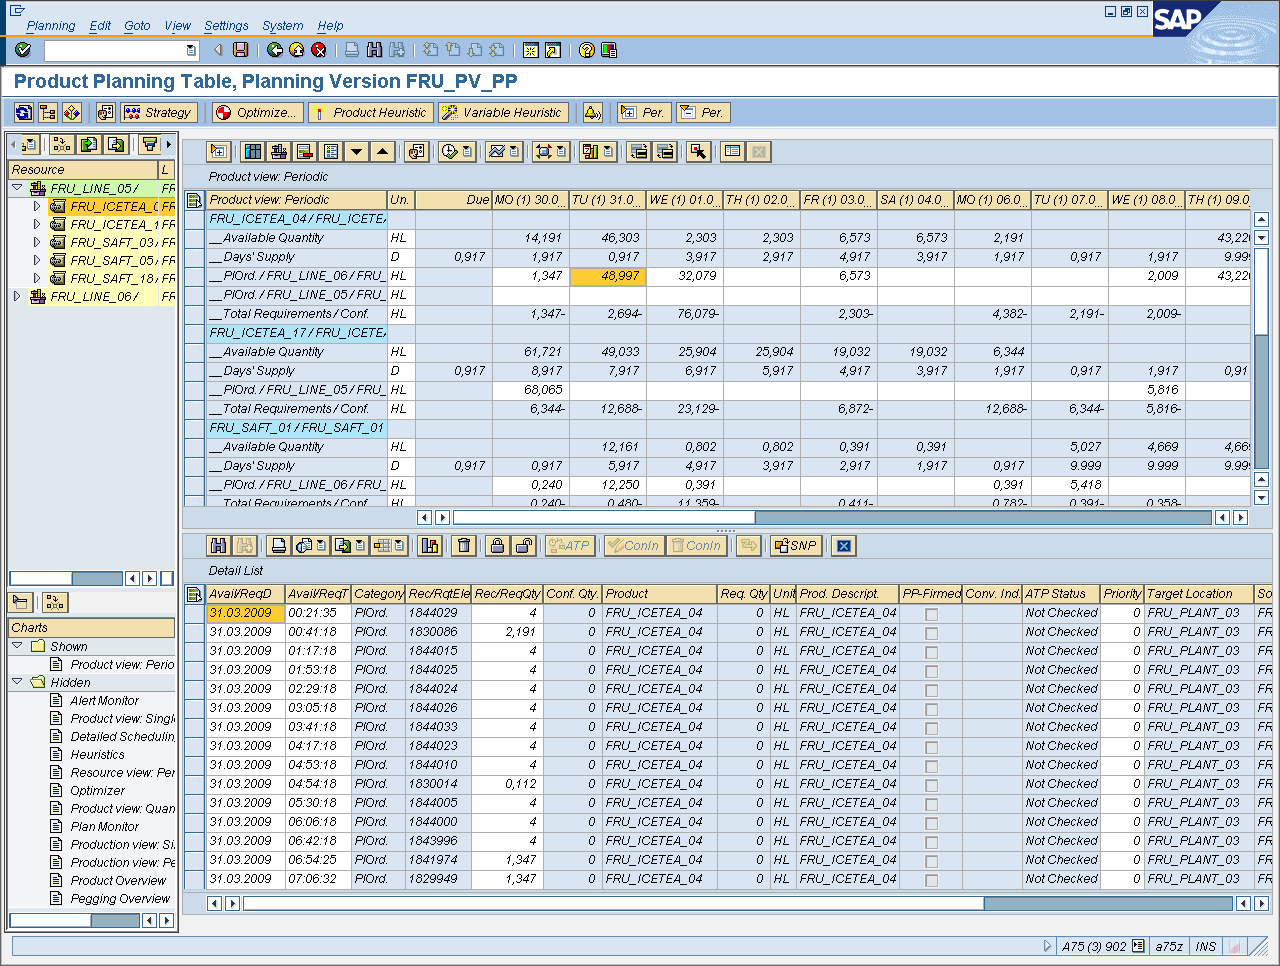 Planning Edit Goto View Settings System Help
SAP
Product Planning Table, Planning Version FRU_PV_PP
Strategy Optimize... Product Heuristic Variable Heuristic Per. Per.
Resource L
FRU_LINE_05/ FR
FRU_ICETEA_0 FR
FRU_ICETEA_1 FR
FRU_SAFT_03/ FR
FRU_SAFT_05/ FR
FRU_SAFT_18/ FR
FRU_LINE_06/ FR
Charts
Shown
Product view: Perio
Hidden
Alert Monitor
Product view: Singl
Detailed Schedulin
Heuristics
Resource view: Per
Optimizer
Product view: Quan
Plan Monitor
Production view: Si
Production view: Pe
Product Overview
Pegging Overview
Product view: Periodic
Product view: Periodic Un. Due MO (1) 30.0... TU (1) 31.0... WE (1) 01.0... TH (1) 02.0... FR (1) 03.0... SA (1) 04.0... MO (1) 06.0... TU (1) 07.0... WE (1) 08.0... TH (1) 09.0
FRU_ICETEA_04 / FRU_ICETEA
__Available Quantity HL 14,191 46,303 2,303 2,303 6,573 6,573 2,191 43,220
__Days' Supply D 0,917 1,917 0,917 3,917 2,917 4,917 3,917 1,917 0,917 1,917 9.999
__PlOrd. / FRU_LINE_06 / FRU_ HL 1,347 48,997 32,079 6,573 2,009 43,220
__PlOrd. / FRU_LINE_05 / FRU_ HL
__Total Requirements / Conf. HL 1,347- 2,694- 76,079- 2,303- 4,382- 2,191- 2,009-
FRU_ICETEA_17 / FRU_ICETEA
__Available Quantity HL 61,721 49,033 25,904 25,904 19,032 19,032 6,344
__Days' Supply D 0,917 8,917 7,917 6,917 5,917 4,917 3,917 1,917 0,917 1,917 0,91
__PlOrd. / FRU_LINE_05 / FRU_ HL 68,065 5,816
__Total Requirements / Conf. HL 6,344- 12,688- 23,129- 6,872- 12,688- 6,344- 5,816-
FRU_SAFT_01 / FRU_SAFT_01
__Available Quantity HL 12,161 0,802 0,802 0,391 0,391 5,027 4,669 4,669
__Days' Supply D 0,917 0,917 5,917 4,917 3,917 2,917 1,917 0,917 9.999 9.999 9.999
__PlOrd. / FRU_LINE_06 / FRU_ HL 0,240 12,250 0,391 0,391 5,418
__Total Requirements / Conf. HL 0,240- 0,480- 11,359- 0,411- 0,782- 0,391- 0,358-
ATP ConIn ConIn SNP
Detail List
Avail/ReqD Avail/ReqT Category Rec/RqtEle Rec/ReqQty Conf. Qty. Product Req. Qty Unit Prod. Descript. PP-Firmed Conv. Ind. ATP Status Priority Target Location So
31.03.2009 00:21:35 PlOrd. 1844029 4 0 FRU_ICETEA_04 0 HL FRU_ICETEA_04 Not Checked 0 FRU_PLANT_03 FR
31.03.2009 00:41:18 PlOrd. 1830086 2,191 0 FRU_ICETEA_04 0 HL FRU_ICETEA_04 Not Checked 0 FRU_PLANT_03 FR
31.03.2009 01:17:18 PlOrd. 1844015 4 0 FRU_ICETEA_04 0 HL FRU_ICETEA_04 Not Checked 0 FRU_PLANT_03 FR
31.03.2009 01:53:18 PlOrd. 1844025 4 0 FRU_ICETEA_04 0 HL FRU_ICETEA_04 Not Checked 0 FRU_PLANT_03 FR
31.03.2009 02:29:18 PlOrd. 1844024 4 0 FRU_ICETEA_04 0 HL FRU_ICETEA_04 Not Checked 0 FRU_PLANT_03 FR
31.03.2009 03:05:18 PlOrd. 1844026 4 0 FRU_ICETEA_04 0 HL FRU_ICETEA_04 Not Checked 0 FRU_PLANT_03 FR
31.03.2009 03:41:18 PlOrd. 1844033 4 0 FRU_ICETEA_04 0 HL FRU_ICETEA_04 Not Checked 0 FRU_PLANT_03 FR
31.03.2009 04:17:18 PlOrd. 1844023 4 0 FRU_ICETEA_04 0 HL FRU_ICETEA_04 Not Checked 0 FRU_PLANT_03 FR
31.03.2009 04:53:18 PlOrd. 1844010 4 0 FRU_ICETEA_04 0 HL FRU_ICETEA_04 Not Checked 0 FRU_PLANT_03 FR
31.03.2009 04:54:18 PlOrd. 1830014 0,112 0 FRU_ICETEA_04 0 HL FRU_ICETEA_04 Not Checked 0 FRU_PLANT_03 FR
31.03.2009 05:30:18 PlOrd. 1844005 4 0 FRU_ICETEA_04 0 HL FRU_ICETEA_04 Not Checked 0 FRU_PLANT_03 FR
31.03.2009 06:06:18 PlOrd. 1844000 4 0 FRU_ICETEA_04 0 HL FRU_ICETEA_04 Not Checked 0 FRU_PLANT_03 FR
31.03.2009 06:42:18 PlOrd. 1843996 4 0 FRU_ICETEA_04 0 HL FRU_ICETEA_04 Not Checked 0 FRU_PLANT_03 FR
31.03.2009 06:54:25 PlOrd. 1841974 1,347 0 FRU_ICETEA_04 0 HL FRU_ICETEA_04 Not Checked 0 FRU_PLANT_03 FR
31.03.2009 07:06:32 PlOrd. 1829949 1,347 0 FRU_ICETEA_04 0 HL FRU_ICETEA_04 Not Checked 0 FRU_PLANT_03 FR
A75 (3) 902 a75z INS